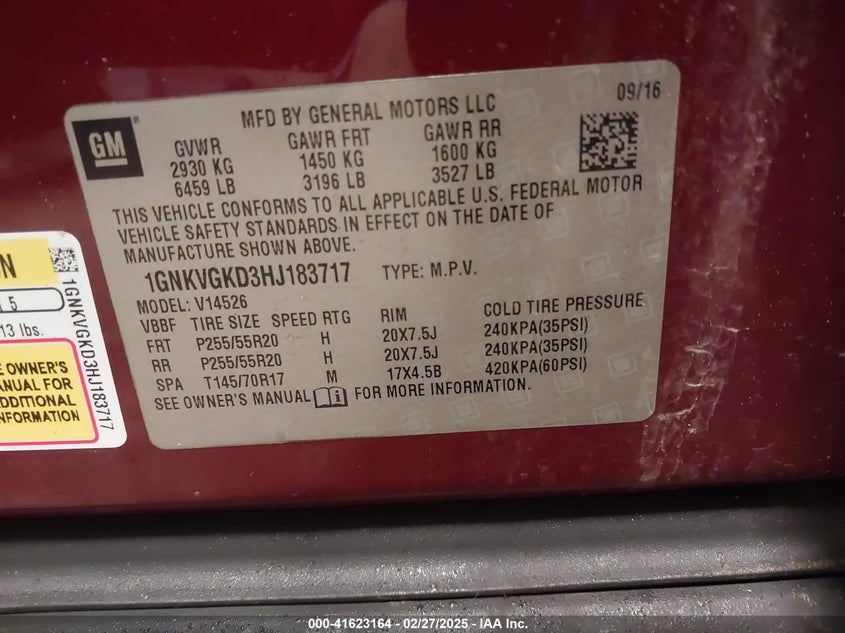 09/16
MFD BY GENERAL MOTORS LLC
GM
GVWR GAWR FRT GAWR RR
2930 KG 1450 KG 1600 KG
6459 LB 3196 LB 3527 LB
THIS VEHICLE CONFORMS TO ALL APPLICABLE U.S. FEDERAL MOTOR
VEHICLE SAFETY STANDARDS IN EFFECT ON THE DATE OF
MANUFACTURE SHOWN ABOVE.
1GNKVGKD3HJ183717 TYPE: M.P.V.
MODEL: V14526
VBBF TIRE SIZE SPEED RTG RIM COLD TIRE PRESSURE
FRT P255/55R20 H 20X7.5J 240KPA(35PSI)
RR P255/55R20 H 20X7.5J 240KPA(35PSI)
SPA T145/70R17 M 17X4.5B 420KPA(60PSI)
SEE OWNER'S MANUAL FOR MORE INFORMATION.
N
.5
13 lbs.
E OWNER'S
ANUAL FOR
ADDITIONAL
NFORMATION
1GNKVGKD3HJ183717
000-41623164 - 02/27/2025 - IAA Inc.